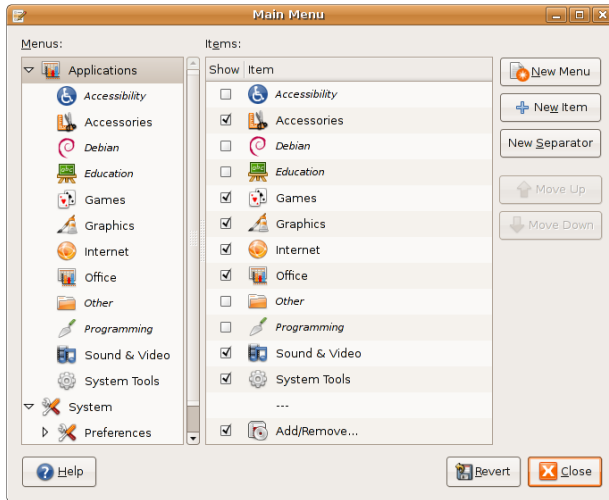 Main Menu
Menus:
Applications
Accessibility
Accessories
Debian
Education
Games
Graphics
Internet
Office
Other
Programming
Sound & Video
System Tools
System
Preferences
Items:
Show Item
Accessibility
Accessories
Debian
Education
Games
Graphics
Internet
Office
Other
Programming
Sound & Video
System Tools
---
Add/Remove...
New Menu
New Item
New Separator
Move Up
Move Down
Help
Revert
Close